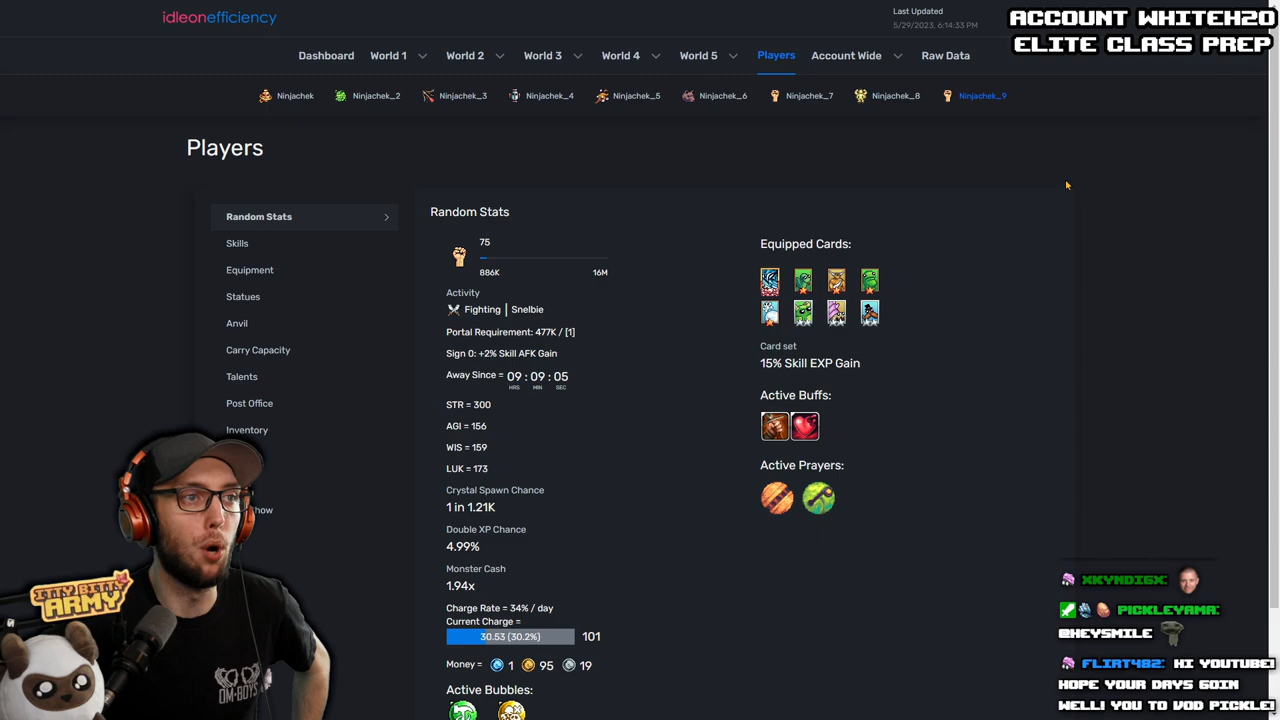 idleonefficiency
Last Updated
5/29/2023, 6:14:33 PM
ACCOUNT WHITEH20
ELITE CLASS PREP
Dashbo World 1 World 2 World 3 World 4 World 5 Players Account Wide Raw Data
Ninjachek Ninjachek_2 Ninjachek_3 Ninjachek_4 Ninjachek_5 Ninjachek_6 Ninjachek_7 Ninjachek_8 Ninjachek_9
Players
Random Stats
Skills
Equipment
Statues
Anvil
Carry Capacity
Talents
Post Office
Inventory
how
Random Stats
75
886K 16M
Activity
Fighting | Snelbie
Portal Requirement: 477K / [1]
Sign 0: +2% Skill AFK Gain
Away Since = 09 : 09 : 05
HRS MIN SEC
STR = 300
AGI = 156
WIS = 159
LUK = 173
Crystal Spawn Chance
1 in 1.21K
Double XP Chance
4.99%
Monster Cash
1.94x
Charge Rate = 34% / day
Current Charge =
30.53 (30.2%) 101
Money = 1 95 19
Active Bubbles:
Equipped Cards:
Card set
15% Skill EXP Gain
Active Buffs:
Active Prayers:
ITTY BITTY
ARMY
OM-BOYS
XKYNDIGX:
PICKLEYAMA:
@HEYSMILE
FLIRT482: HI YOUTUBE!
HOPE YOUR DAYS GOIN
WELL! YOU TO VOD PICKLE!